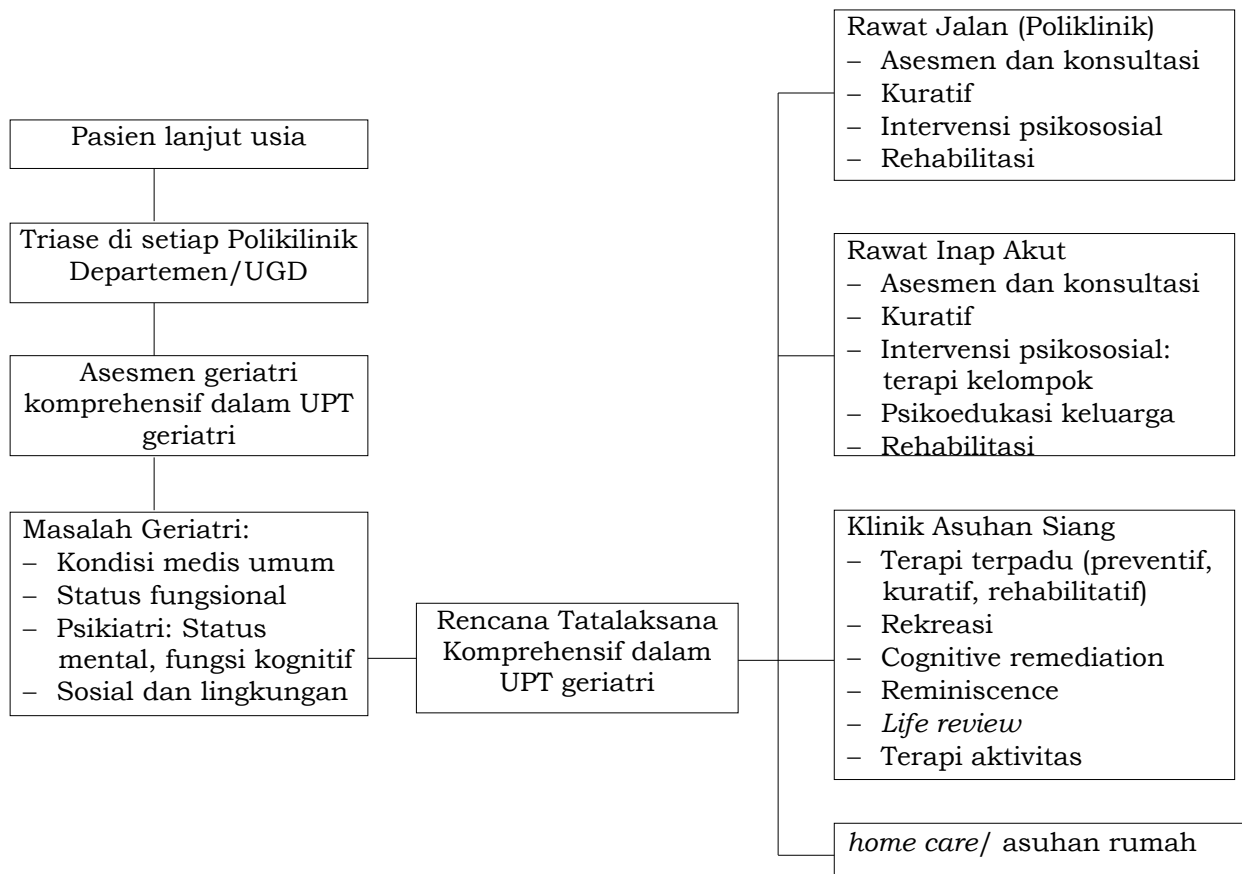 Pasien lanjut usia
Triase di setiap Polikilinik
Departemen/UGD
Asesmen geriatri
komprehensif dalam UPT
geriatri
Masalah Geriatri:
– Kondisi medis umum
– Status fungsional
– Psikiatri: Status
mental, fungsi kognitif
– Sosial dan lingkungan
Rencana Tatalaksana
Komprehensif dalam
UPT geriatri
Rawat Jalan (Poliklinik)
– Asesmen dan konsultasi
– Kuratif
– Intervensi psikososial
– Rehabilitasi
Rawat Inap Akut
– Asesmen dan konsultasi
– Kuratif
– Intervensi psikososial:
terapi kelompok
– Psikoedukasi keluarga
– Rehabilitasi
Klinik Asuhan Siang
– Terapi terpadu (preventif,
kuratif, rehabilitatif)
– Rekreasi
– Cognitive remediation
– Reminiscence
– Life review
– Terapi aktivitas
home care/ asuhan rumah